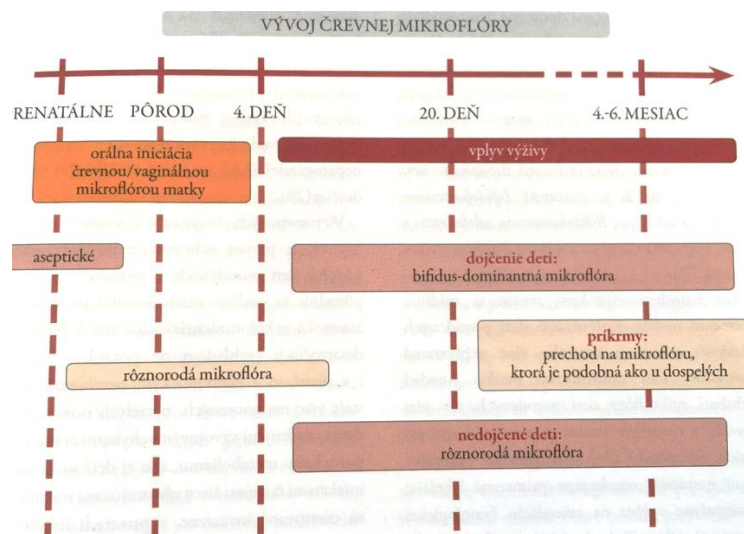 VÝVOJ ČREVNEJ MIKROFLÓRY
RENATÁLNE PÔROD 4. DEŇ 20. DEŇ 4.-6. MESIAC
orálna iniciácia
črevnou/vaginálnou
mikroflórou matky
vplyv výživy
aseptické
dojčenie detí:
bifidus-dominantná mikroflóra
príkrmy:
prechod na mikroflóru,
ktorá je podobná ako u dospelých
rôznorodá mikroflóra
nedojčené deti:
rôznorodá mikroflóra